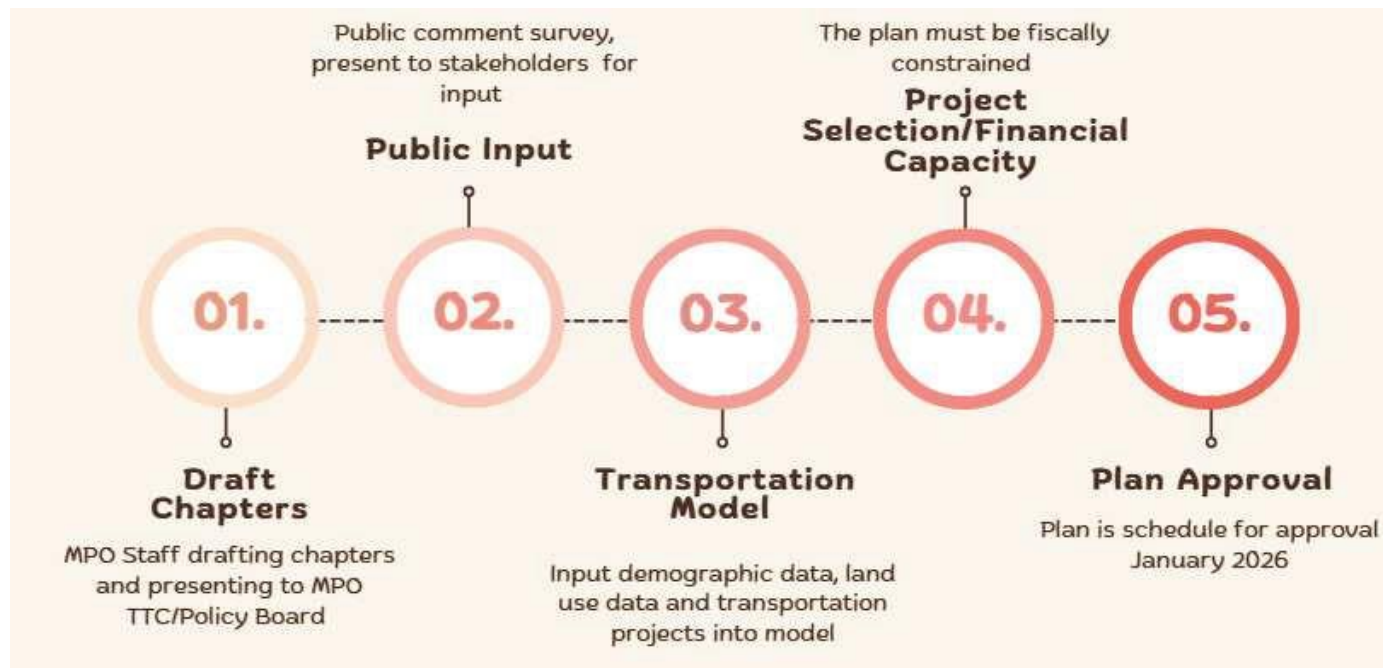 Public comment survey,
present to stakeholders for
input
Public Input
The plan must be fiscally
constrained
Project
Selection/Financial
Capacity
01.
02.
03.
04.
05.
Draft
Chapters
MPO Staff drafting chapters
and presenting to MPO
TTC/Policy Board
Transportation
Model
Input demographic data, land
use data and transportation
projects into model
Plan Approval
Plan is schedule for approval
January 2026